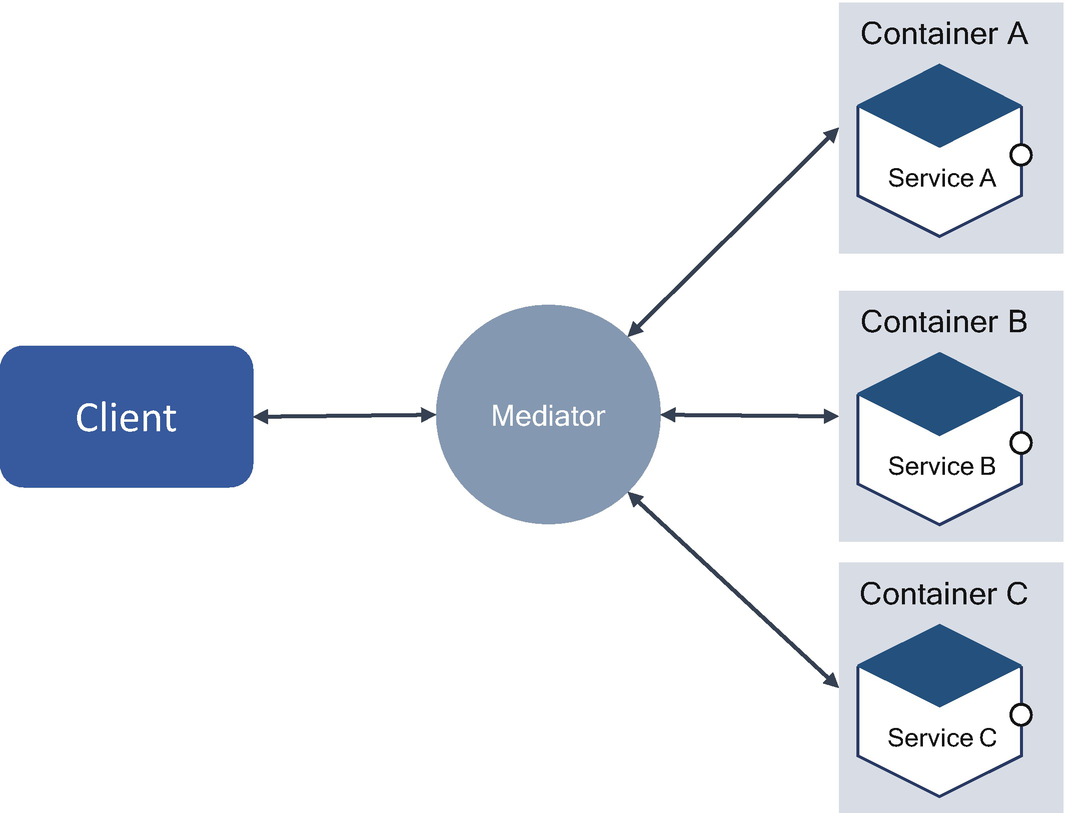 Container A
Service A
Container B
Client
Mediator
Service B
Container C
Service C